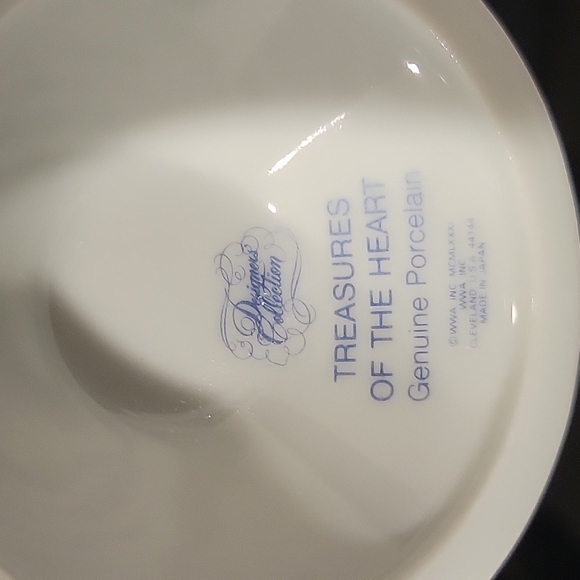 Designers'
Collection
TREASURES
OF THE HEART
Genuine Porcelain
© WWA INC. MCMLXXX
WWA INC.
CLEVELAND, U.S.A. 44144
MADE IN JAPAN